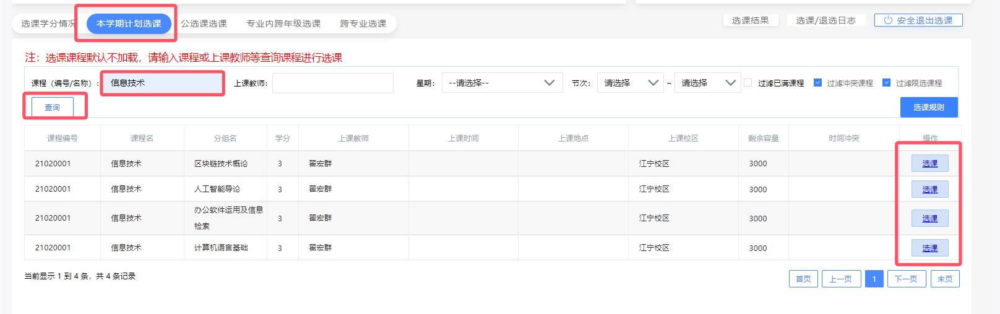 选课学分情况 本学期计划选课 公选课选课 专业内跨年级选课 跨专业选课 选课结果 选课/退选日志 安全退出选课
注：选课课程默认不加载，请输入课程或上课教师等查询课程进行选课
课程（编号/名称）: 信息技术 上课教师: 星期: --请选择-- 节次: 请选择 ~ 请选择 过滤已满课程 过滤冲突课程 过滤限选课程
查询 选课规则
课程编号 课程名 分组名 学分 上课教师 上课时间 上课地点 上课校区 剩余容量 时间冲突 操作
21020001 信息技术 区块链技术概论 3 翟宏群 江宁校区 3000 选课
21020001 信息技术 人工智能导论 3 翟宏群 江宁校区 3000 选课
21020001 信息技术 办公软件运用及信息 3 翟宏群 江宁校区 3000 选课
检索
21020001 信息技术 计算机语言基础 3 翟宏群 江宁校区 3000 选课
当前显示 1 到 4 条，共 4 条记录 首页 上一页 1 下一页 末页